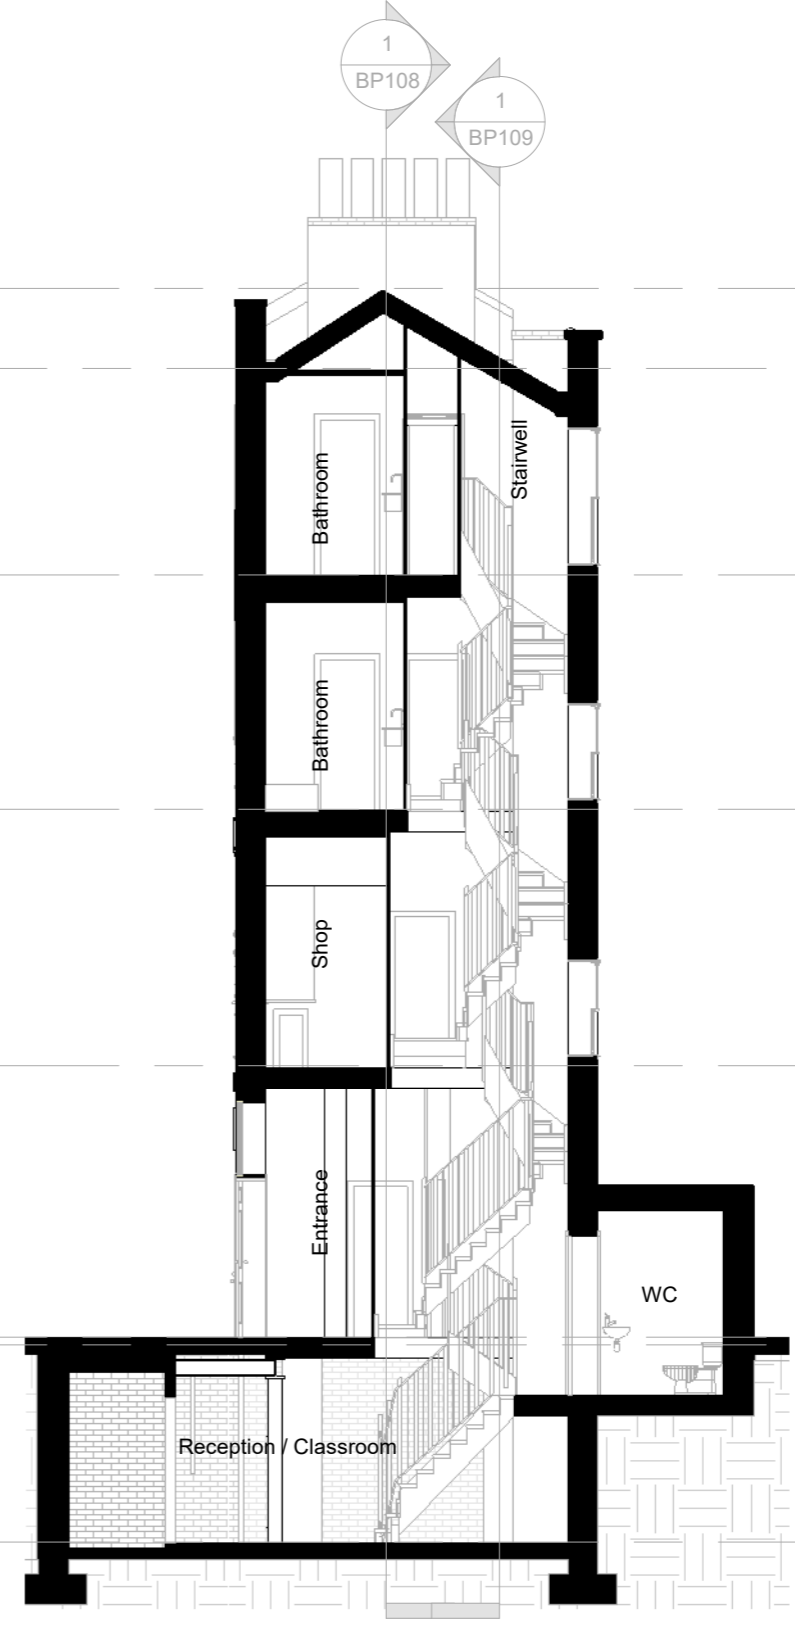 1
BP108
1
BP109
Stairwell
Bathroom
Bathroom
Shop
Entrance
WC
Reception / Classroom